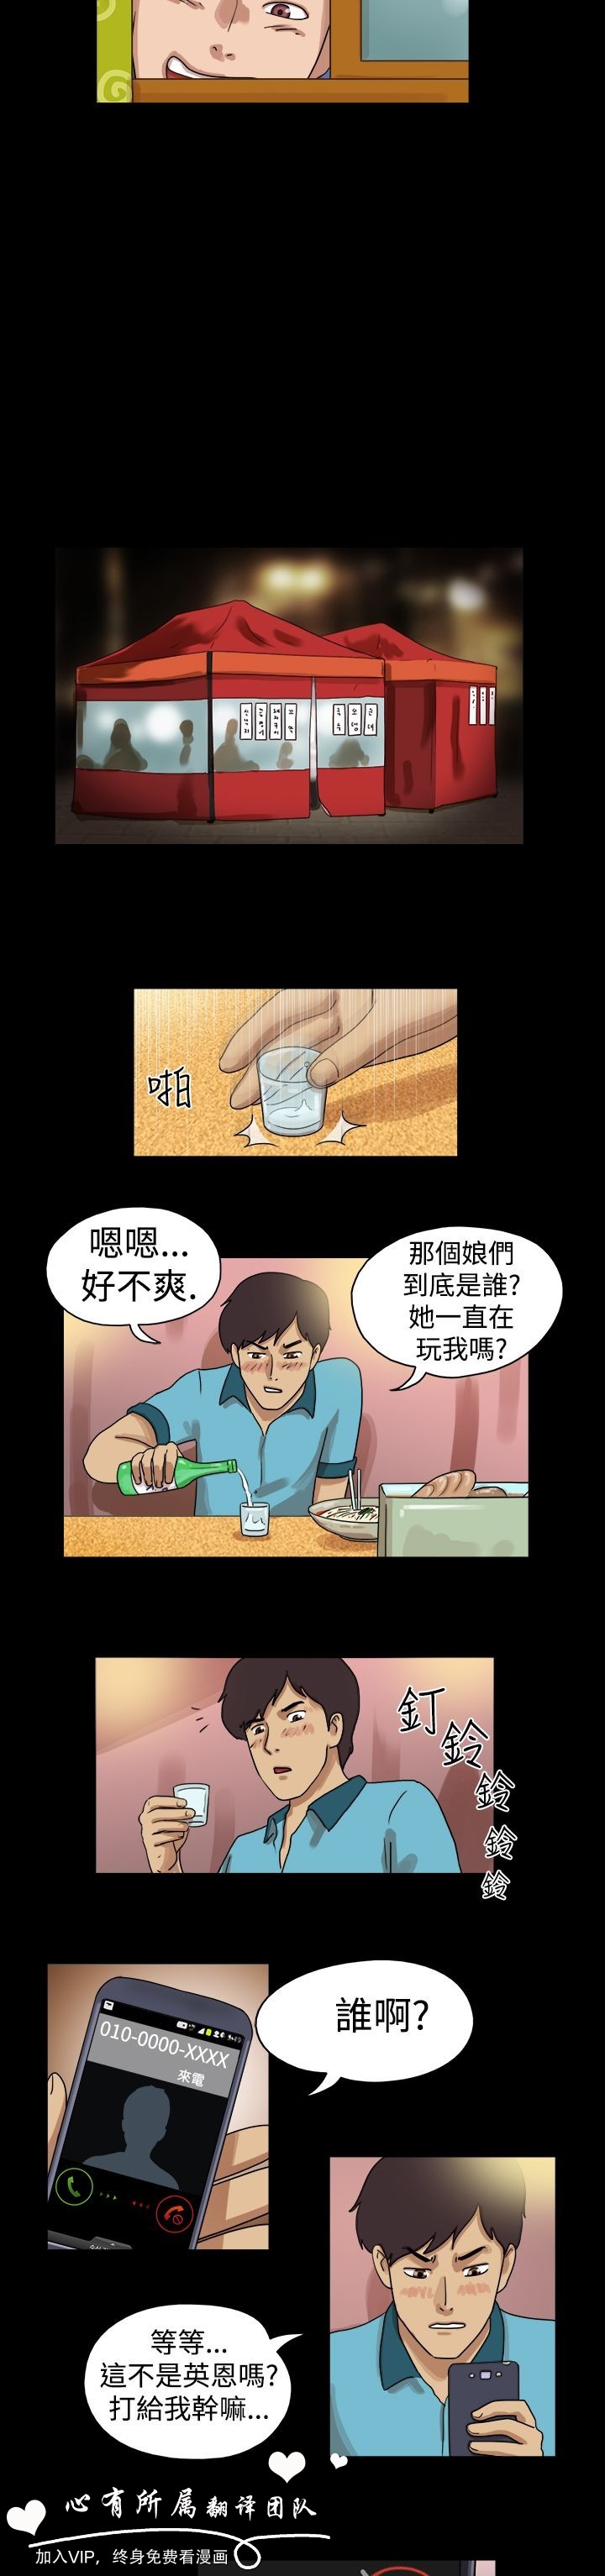 啪
嗯嗯...
好不爽.
那個娘們
到底是誰?
她一直在
玩我嗎?
釘鈴鈴鈴鈴
誰啊?
010-0000-XXXX
來電
等等...
這不是英恩嗎?
打給我幹嘛...
心有所属翻译团队
加入VIP，终身免费看漫画